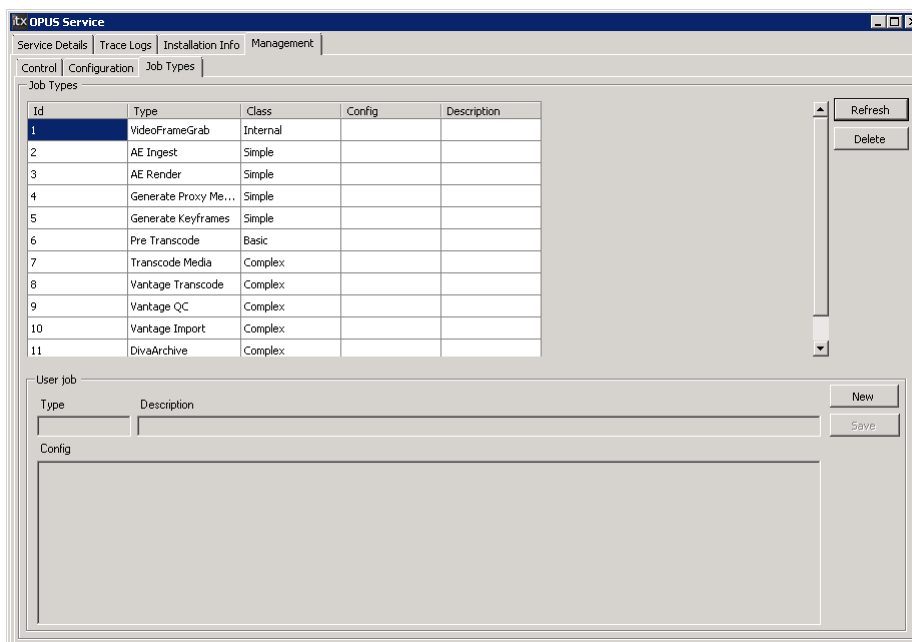 itx OPUS Service
Service Details Trace Logs Installation Info Management
Control Configuration Job Types
Job Types
Id Type Class Config Description
1 VideoFrameGrab Internal
2 AE Ingest Simple
3 AE Render Simple
4 Generate Proxy Me... Simple
5 Generate Keyframes Simple
6 Pre Transcode Basic
7 Transcode Media Complex
8 Vantage Transcode Complex
9 Vantage QC Complex
10 Vantage Import Complex
11 DivaArchive Complex
Refresh
Delete
User job
Type Description
New
Save
Config